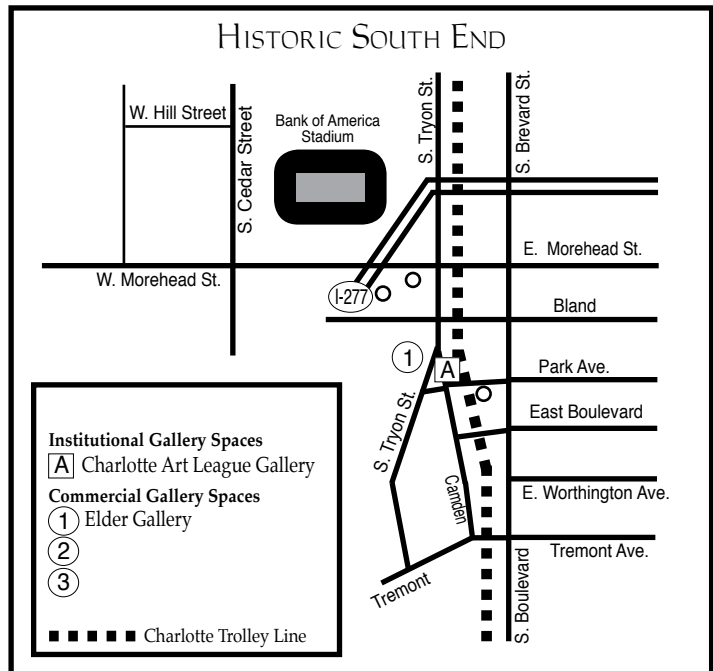 HISTORIC SOUTH END
W. Hill Street
S. Cedar Street
Bank of America
Stadium
S. Tryon St.
S. Brevard St.
E. Morehead St.
W. Morehead St.
I-277
Bland
1
A
Park Ave.
East Boulevard
S. Tryon St.
Camden
E. Worthington Ave.
Tremont Ave.
Tremont
S. Boulevard
Institutional Gallery Spaces
A Charlotte Art League Gallery
Commercial Gallery Spaces
1 Elder Gallery
2
3
Charlotte Trolley Line